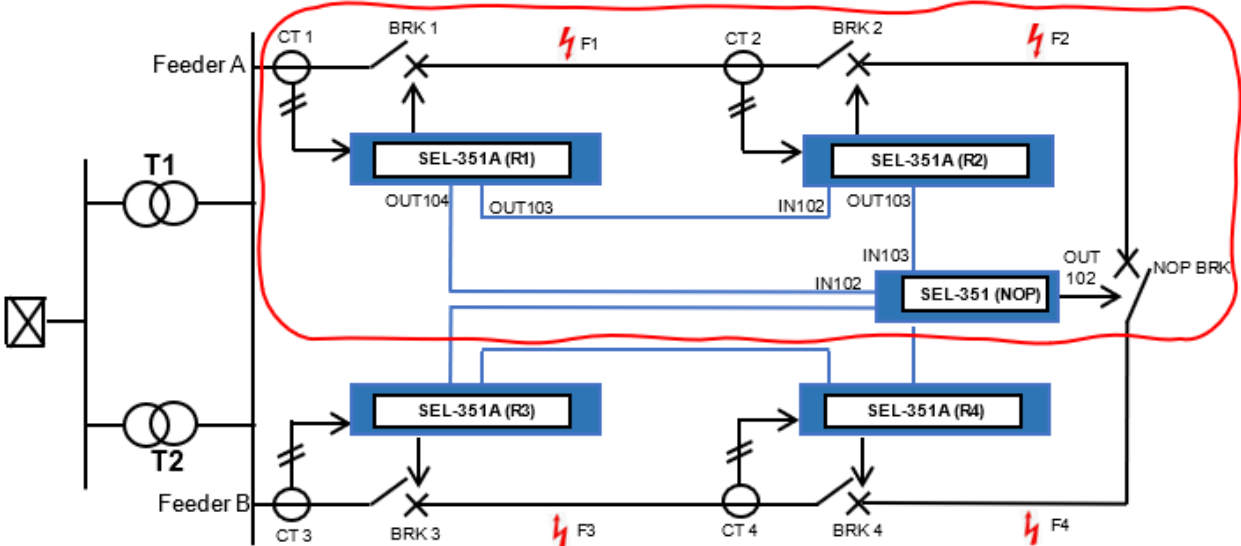 CT 1
BRK 1
F1
CT 2
BRK 2
F2
Feeder A
SEL-351A (R1)
SEL-351A (R2)
T1
OUT104
OUT103
IN102
OUT103
IN103
OUT
102
NOP BRK
IN102
SEL-351 (NOP)
SEL-351A (R3)
SEL-351A (R4)
T2
Feeder B
CT 3
BRK 3
F3
CT 4
BRK 4
F4